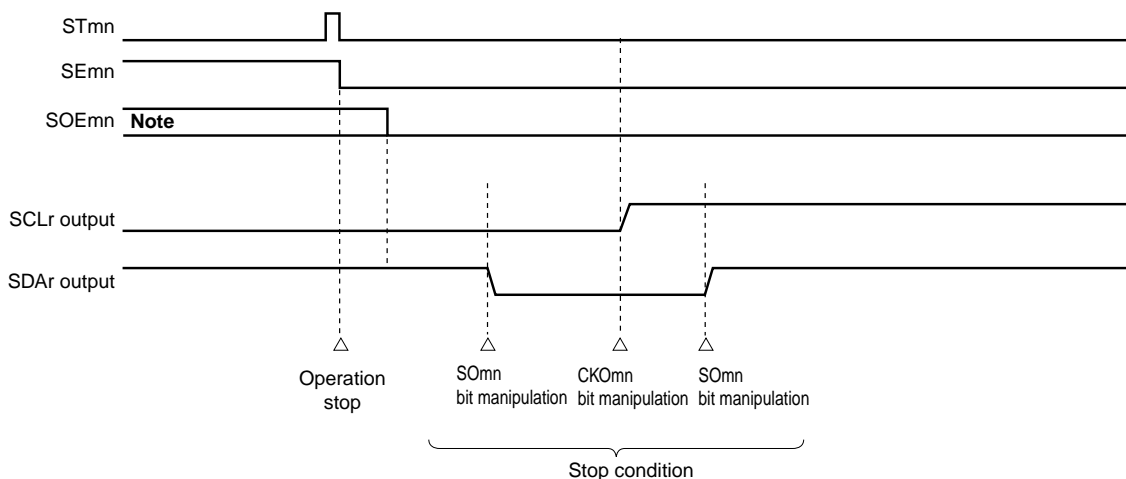 STmn
SEmn
SOEmn Note
SCLr output
SDAr output
Operation
stop
SOmn
bit manipulation
CKOmn
bit manipulation
SOmn
bit manipulation
Stop condition